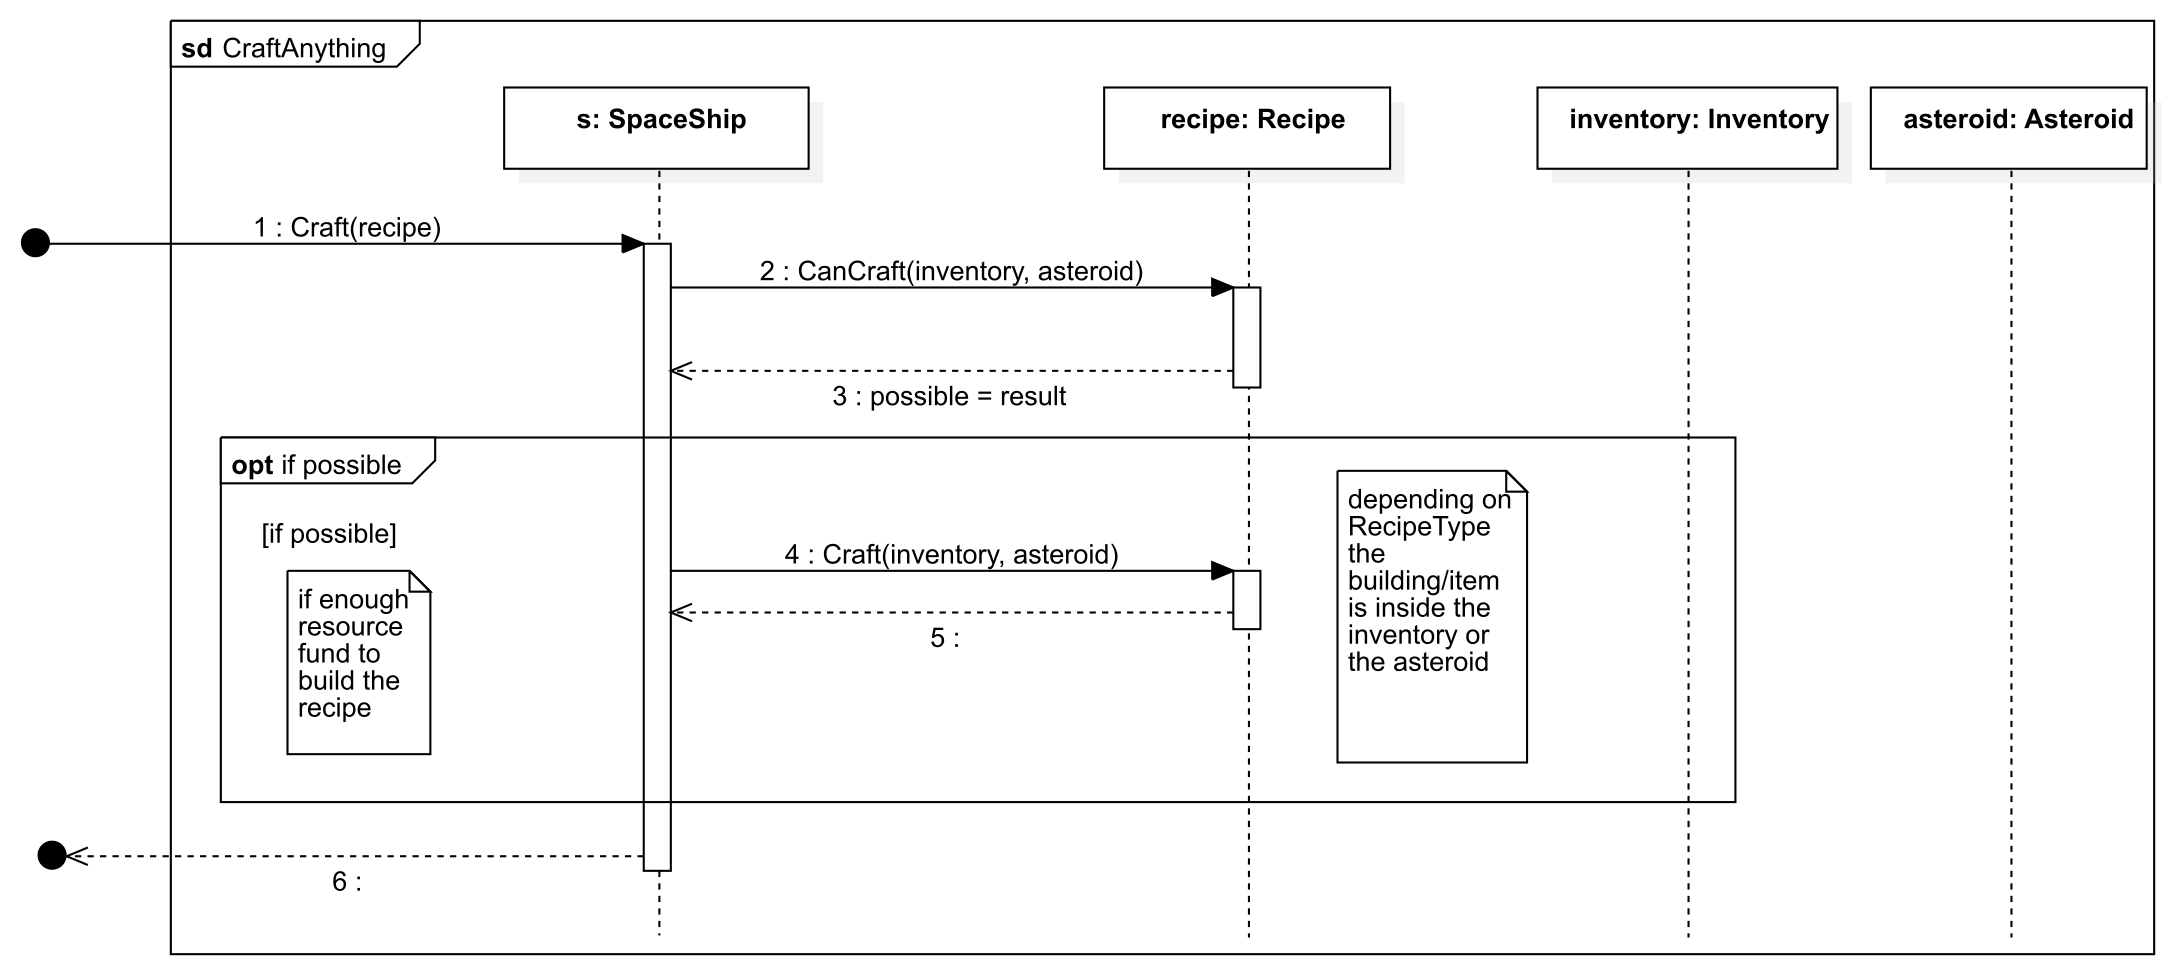 sd CraftAnything
s: SpaceShip
recipe: Recipe
inventory: Inventory
asteroid: Asteroid
1 : Craft(recipe)
2 : CanCraft(inventory, asteroid)
3 : possible = result
opt if possible
[if possible]
4 : Craft(inventory, asteroid)
5 :
if enough
resource
fund to
build the
recipe
depending on
RecipeType
the
building/item
is inside the
inventory or
the asteroid
6 :